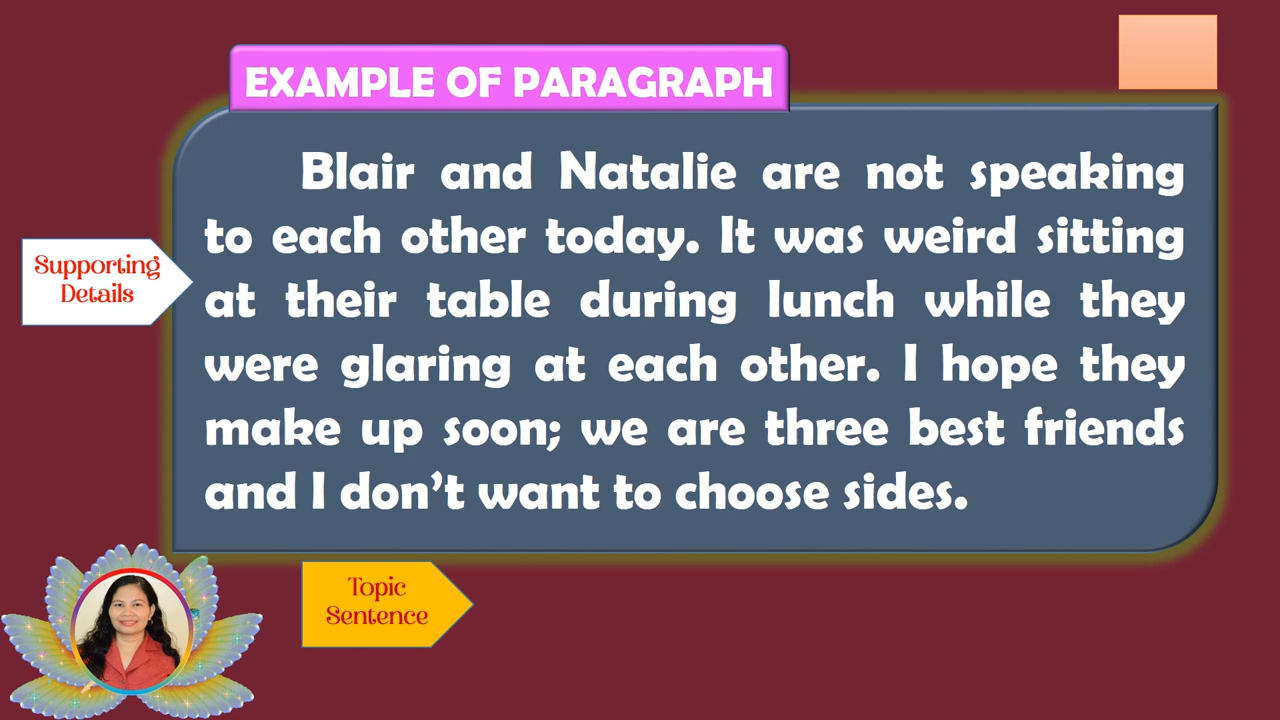 EXAMPLE OF PARAGRAPH
Blair and Natalie are not speaking
to each other today. It was weird sitting
at their table during lunch while they
were glaring at each other. I hope they
make up soon; we are three best friends
and I don’t want to choose sides.
Supporting
Details
Topic
Sentence